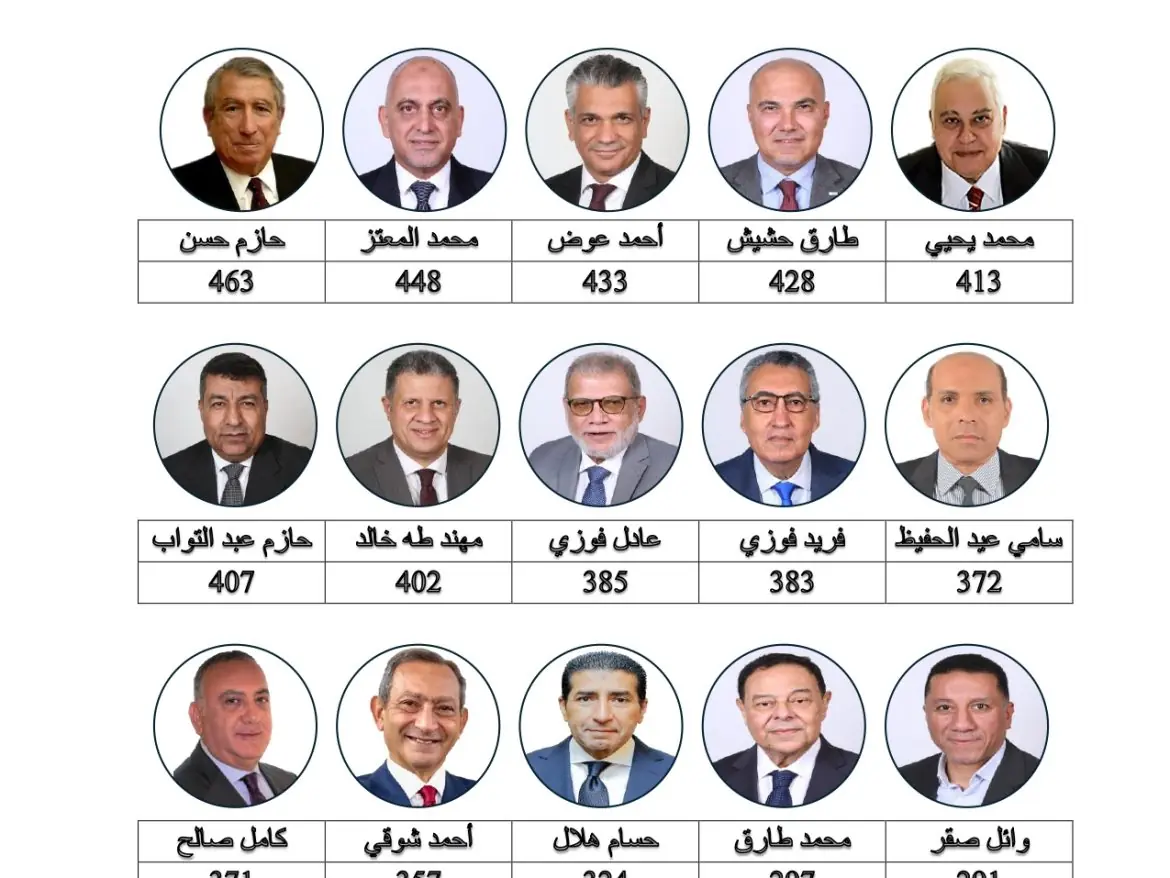 محمد يحيي طارق حشيش أحمد عوض محمد المعتز حازم حسن
413 428 433 448 463
سامي عيد الحفيظ فريد فوزي عادل فوزي مهند طه خالد حازم عبد التواب
372 383 385 402 407
وائل صقر محمد طارق حسام هلال أحمد شوقي كامل صالح